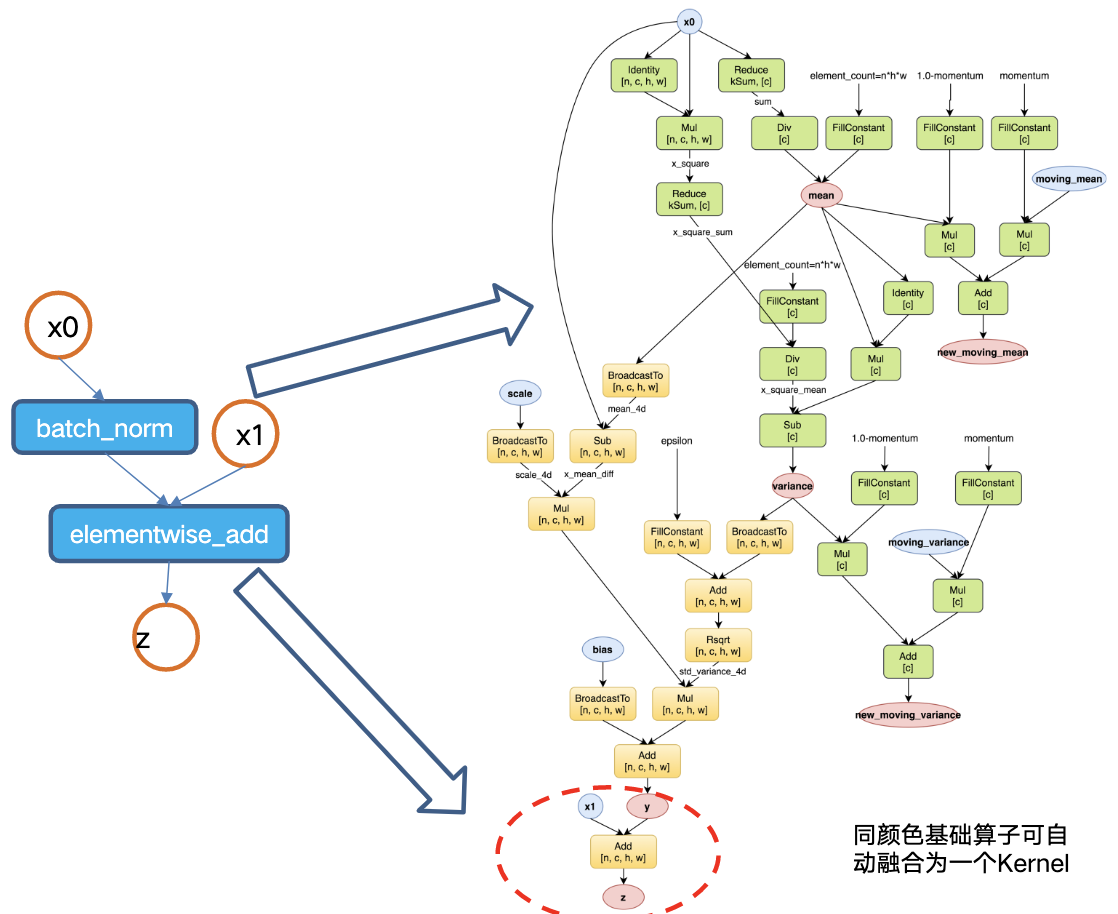 x0
batch_norm
x1
elementwise_add
z
x0
Identity
[n, c, h, w]
Reduce
kSum, [c]
sum
element_count=n*h*w
1.0-momentum
momentum
Mul
[n, c, h, w]
Div
[c]
FillConstant
[c]
FillConstant
[c]
FillConstant
[c]
x_square
Reduce
kSum, [c]
mean
moving_mean
x_square_sum
Mul
[c]
Mul
[c]
element_count=n*h*w
FillConstant
[c]
Identity
[c]
Add
[c]
new_moving_mean
Div
[c]
Mul
[c]
BroadcastTo
[n, c, h, w]
mean_4d
x_square_mean
scale
BroadcastTo
[n, c, h, w]
Sub
[n, c, h, w]
Sub
[c]
epsilon
1.0-momentum
momentum
scale_4d
x_mean_diff
Mul
[n, c, h, w]
variance
FillConstant
[c]
FillConstant
[c]
FillConstant
[n, c, h, w]
BroadcastTo
[n, c, h, w]
moving_variance
Mul
[c]
Add
[n, c, h, w]
Mul
[c]
Rsqrt
[n, c, h, w]
std_variance_4d
bias
Add
[c]
BroadcastTo
[n, c, h, w]
Mul
[n, c, h, w]
new_moving_variance
Add
[n, c, h, w]
x1
y
Add
[n, c, h, w]
z
同颜色基础算子可自
动融合为一个Kernel